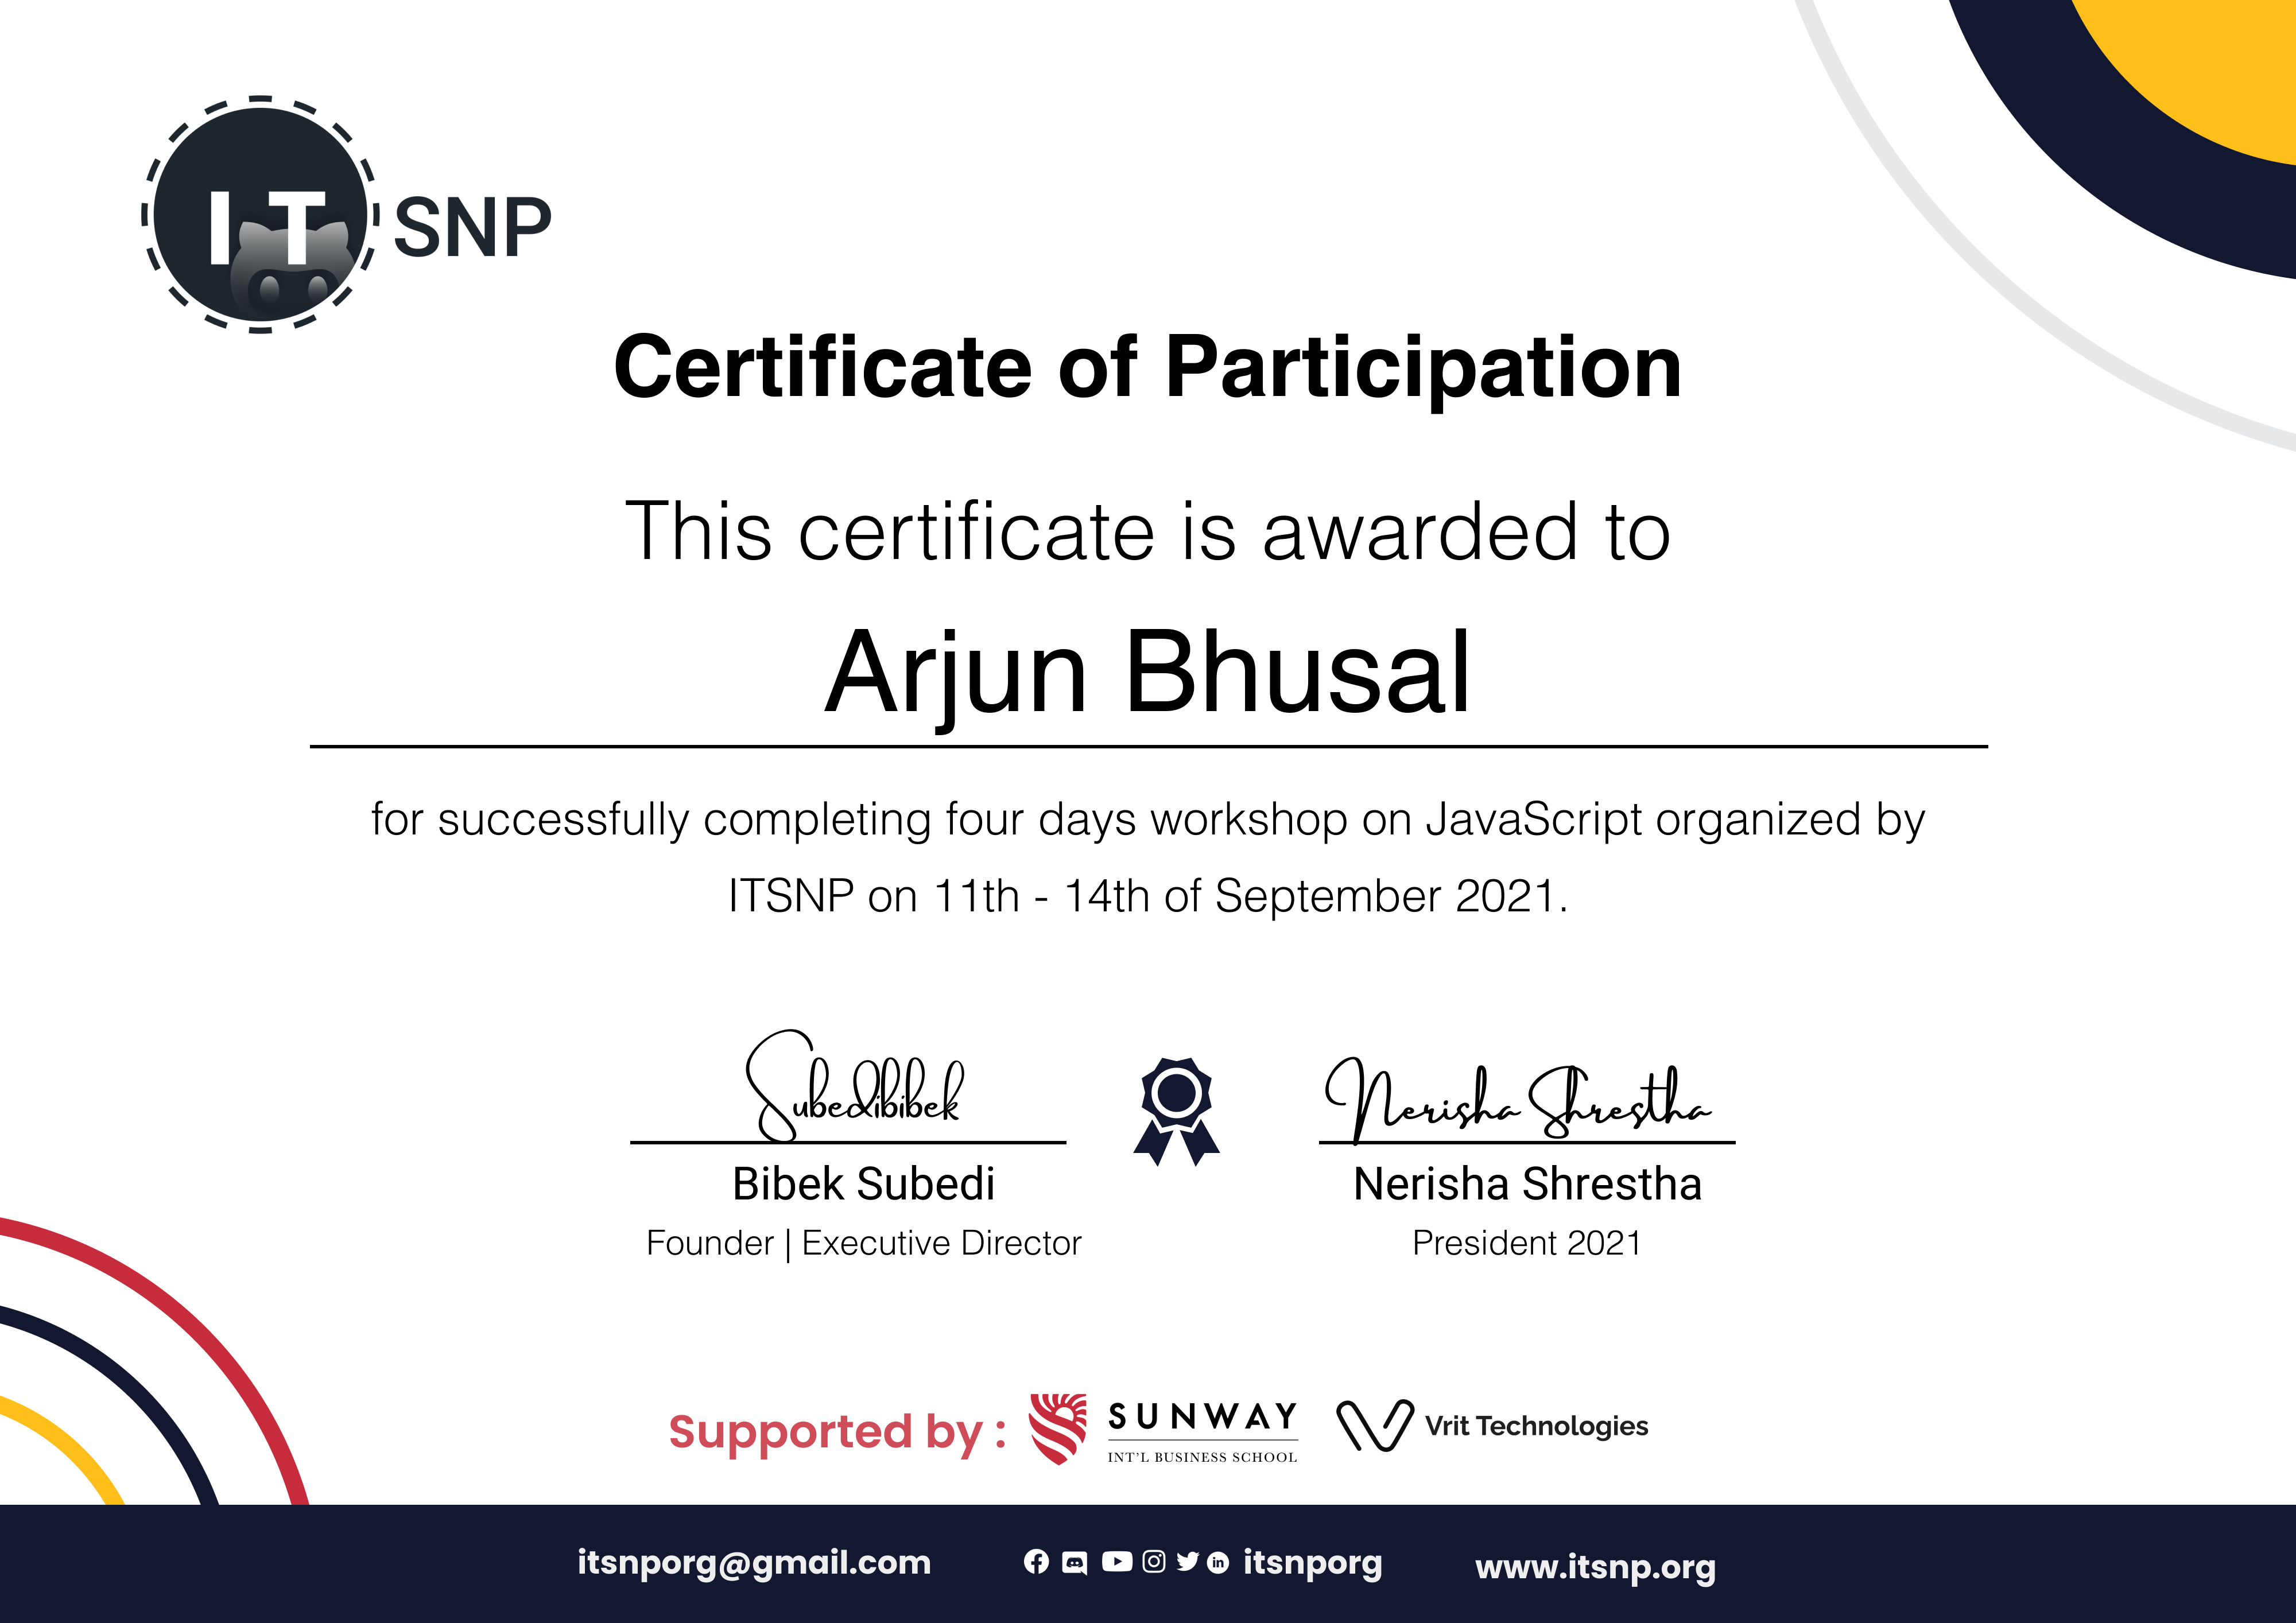 IT SNP
Certificate of Participation
This certificate is awarded to
Arjun Bhusal
for successfully completing four days workshop on JavaScript organized by
ITSNP on 11th - 14th of September 2021.
Subedibibek
Nerisha Shrestha
Bibek Subedi
Nerisha Shrestha
Founder | Executive Director
President 2021
Supported by :
SUNWAY
INT'L BUSINESS SCHOOL
Vrit Technologies
itsnporg@gmail.com
in
itsnporg
www.itsnp.org